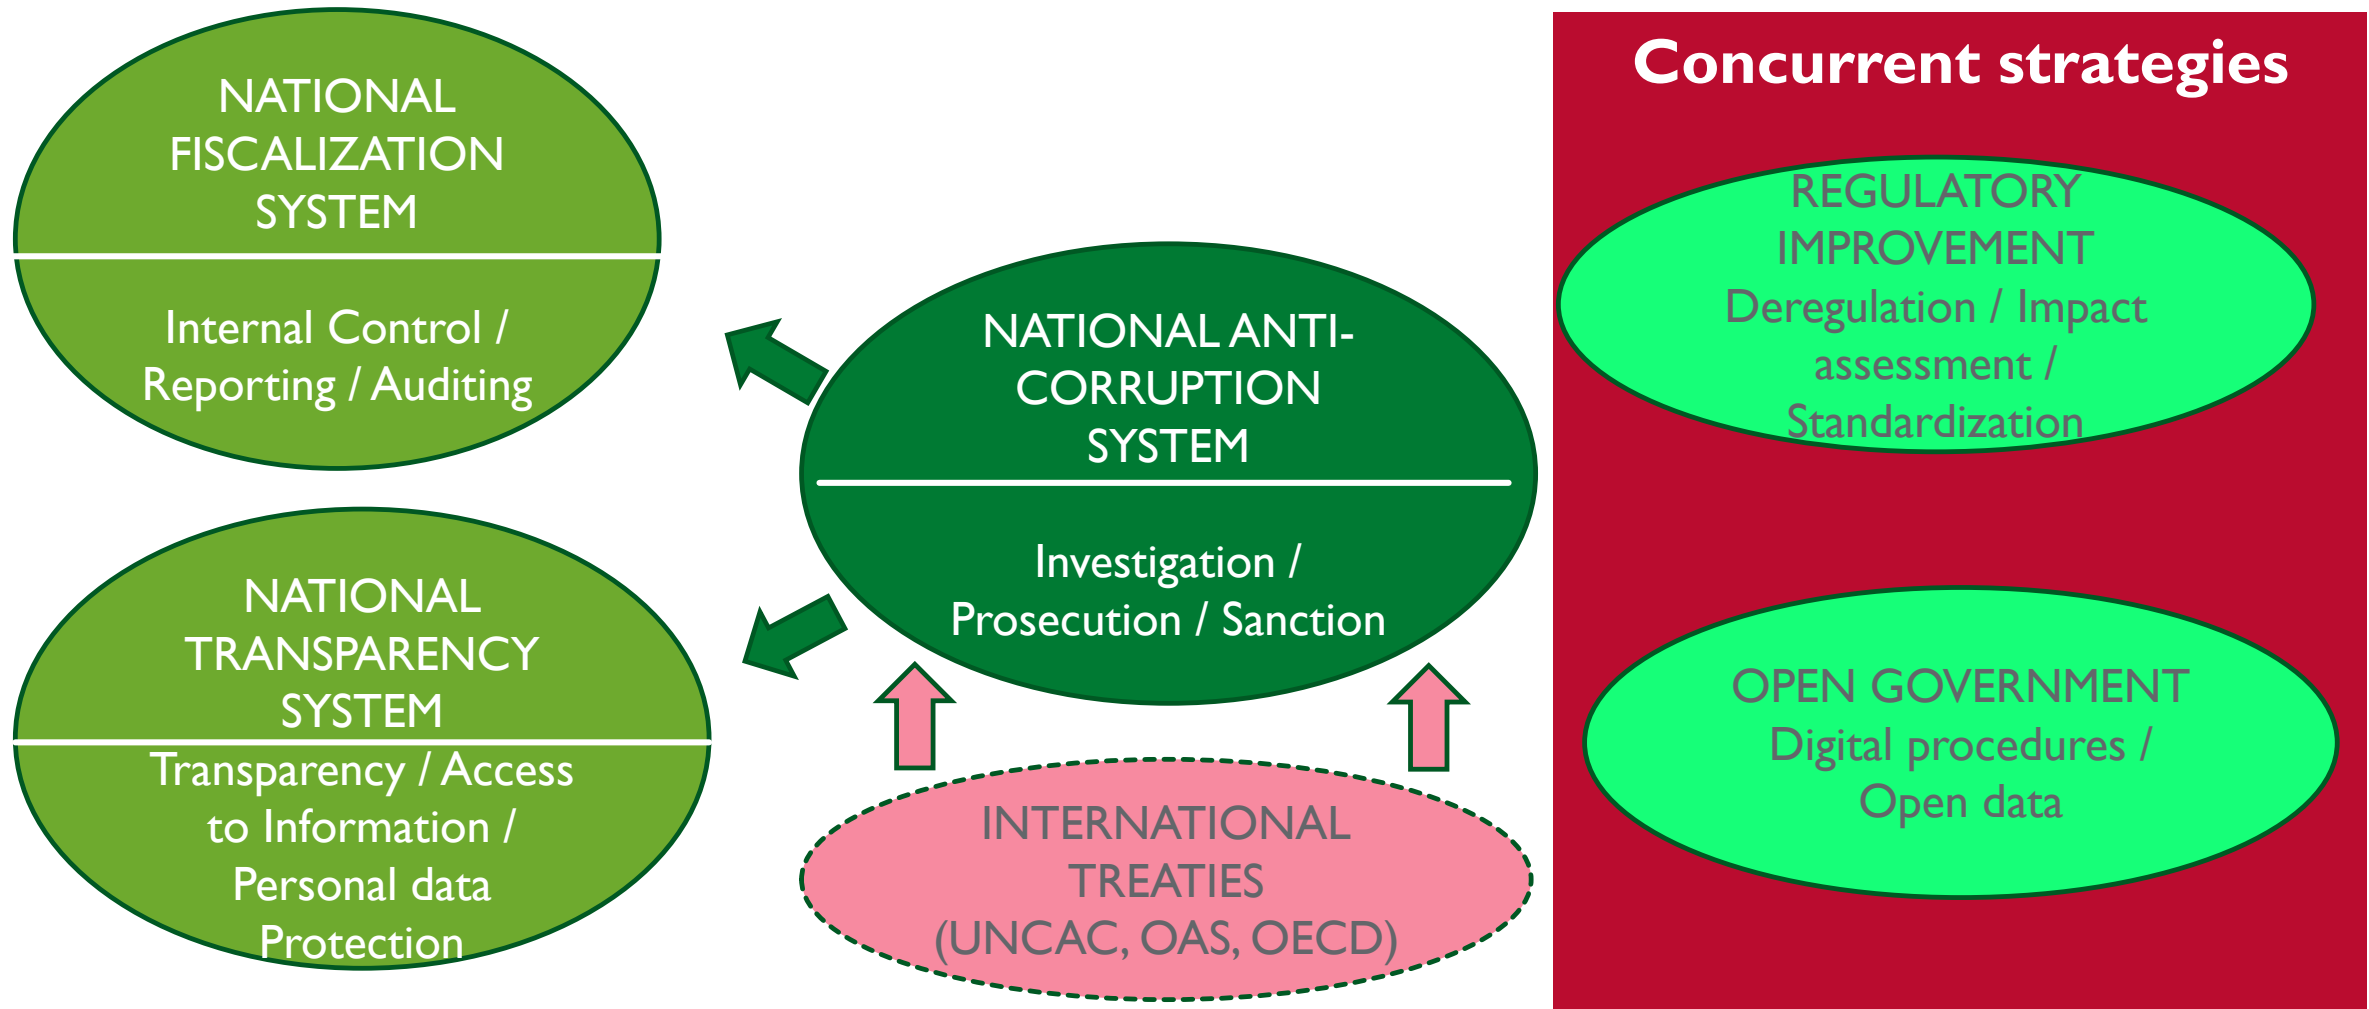 NATIONAL
FISCALIZATION
SYSTEM
Internal Control /
Reporting / Auditing
NATIONAL
TRANSPARENCY
SYSTEM
Transparency / Access
to Information /
Personal data
Protection
NATIONAL ANTI-
CORRUPTION
SYSTEM
Investigation /
Prosecution / Sanction
INTERNATIONAL
TREATIES
(UNCAC, OAS, OECD)
Concurrent strategies
REGULATORY
IMPROVEMENT
Deregulation / Impact
assessment /
Standardization
OPEN GOVERNMENT
Digital procedures /
Open data